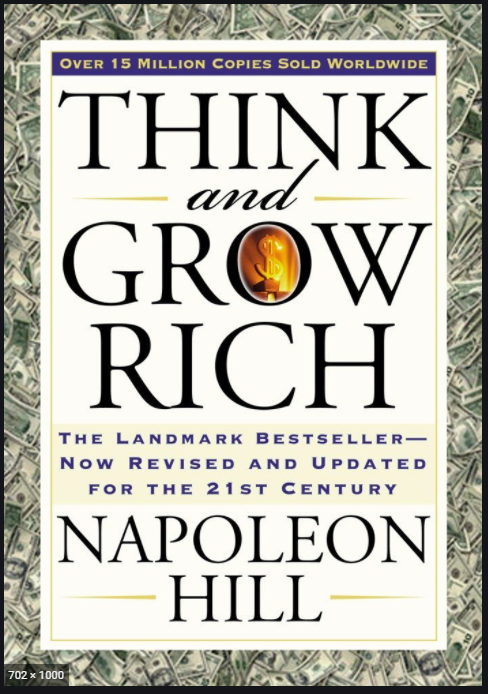 OVER 15 MILLION COPIES SOLD WORLDWIDE
THINK
and
GROW
RICH
THE LANDMARK BESTSELLER—
NOW REVISED AND UPDATED
FOR THE 21ST CENTURY
NAPOLEON
HILL
702 × 1000